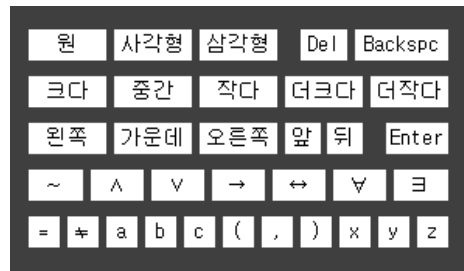 원 사각형 삼각형 Del Backspc
크다 중간 작다 더크다 더작다
왼쪽 가운데 오른쪽 앞 뒤 Enter
~ ∧ ∨ → ↔ ∀ ∃
= ≠ a b c ( , ) x y z